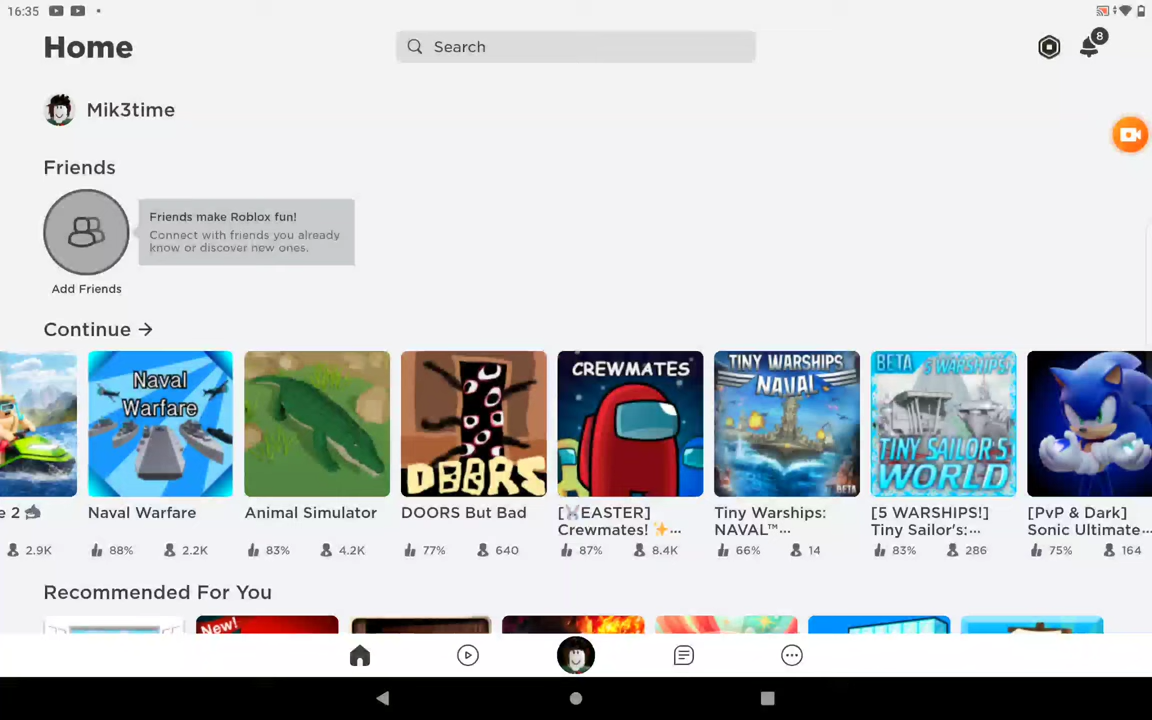 16:35
Home
Search
8
Mik3time
Friends
Friends make Roblox fun!
Connect with friends you already
know or discover new ones.
Add Friends
Continue →
Naval
Warfare
DOORS
CREWMATES
TINY WARSHIPS
NAVAL
BETA
BETA 5 WARSHIPS!
TINY SAILOR'S
WORLD
e 2
Naval Warfare
Animal Simulator
DOORS But Bad
[🐰EASTER]
Crewmates! ✨...
Tiny Warships:
NAVAL™...
[5 WARSHIPS!]
Tiny Sailor's:...
[PvP & Dark]
Sonic Ultimate...
2.9K
88% 2.2K
83% 4.2K
77% 640
87% 8.4K
66% 14
83% 286
75% 164
Recommended For You
New!